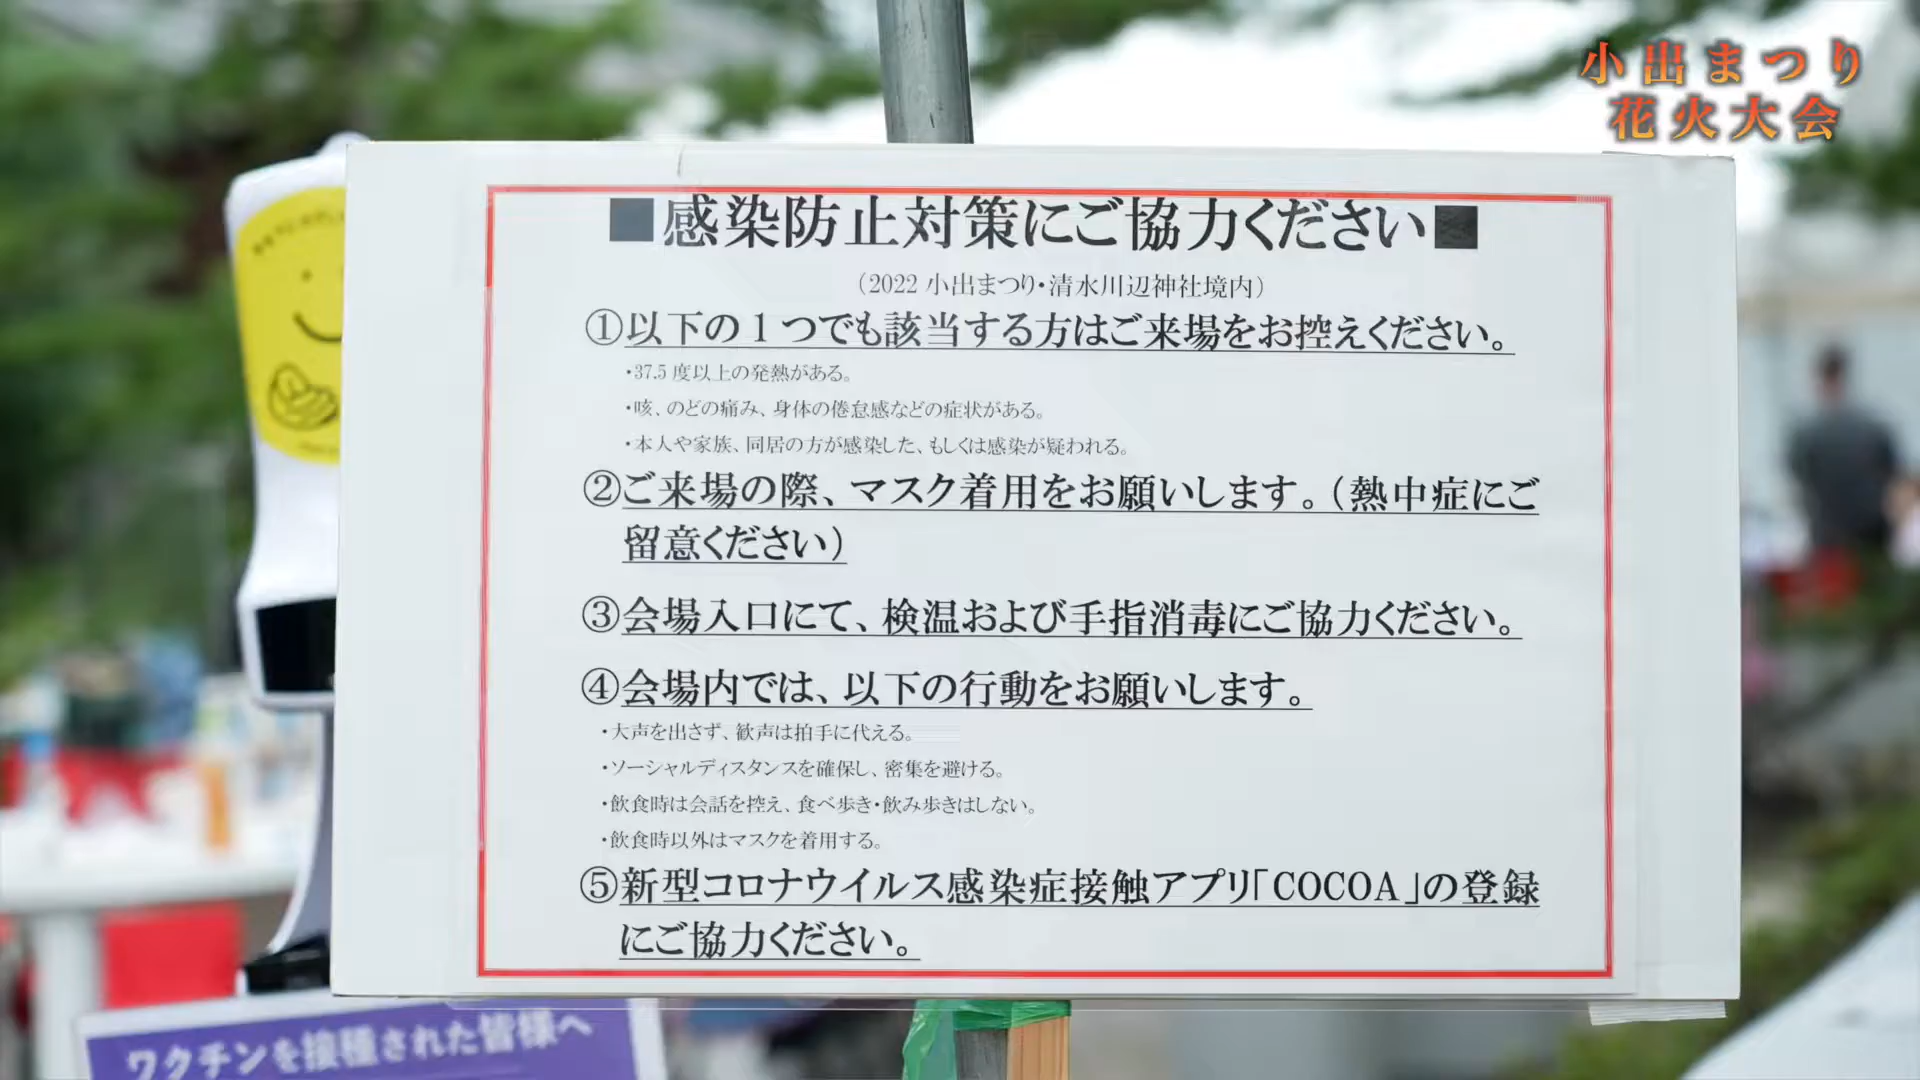 小出まつり
花火大会
■感染防止対策にご協力ください■
（2022 小出まつり・清水川辺神社境内）
①以下の1つでも該当する方はご来場をお控えください。
・37.5 度以上の発熱がある。
・咳、のどの痛み、身体の倦怠感などの症状がある。
・本人や家族、同居の方が感染した、もしくは感染が疑われる。
②ご来場の際、マスク着用をお願いします。（熱中症にご
留意ください）
③会場入口にて、検温および手指消毒にご協力ください。
④会場内では、以下の行動をお願いします。
・大声を出さず、歓声は拍手に代える。
・ソーシャルディスタンスを確保し、密集を避ける。
・飲食時は会話を控え、食べ歩き・飲み歩きはしない。
・飲食時以外はマスクを着用する。
⑤新型コロナウイルス感染症接触アプリ「COCOA」の登録
にご協力ください。
ワクチンを接種された皆様へ